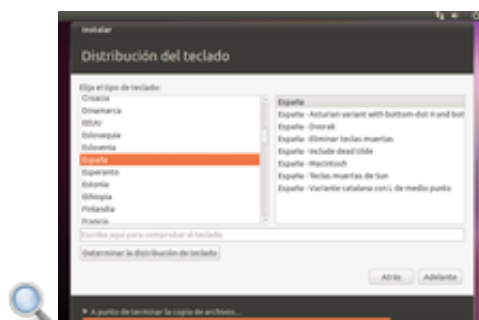 Instalar
Distribución del teclado
Elija el tipo de teclado:
Croacia
Dinamarca
EEUU
Eslovaquia
Eslovenia
España
Esperanto
Estonia
Ethiopia
Finlandia
Francia
España
España - Asturian variant with bottom-dot H and bot
España - Dvorak
España - Eliminar teclas muertas
España - Include dead tilde
España - Macintosh
España - Teclas muertas de Sun
España - Variante catalana con L de medio punto
Escriba aquí para comprobar el teclado
Determinar la distribución de teclado
Atrás
Adelante
A punto de terminar la copia de archivos...